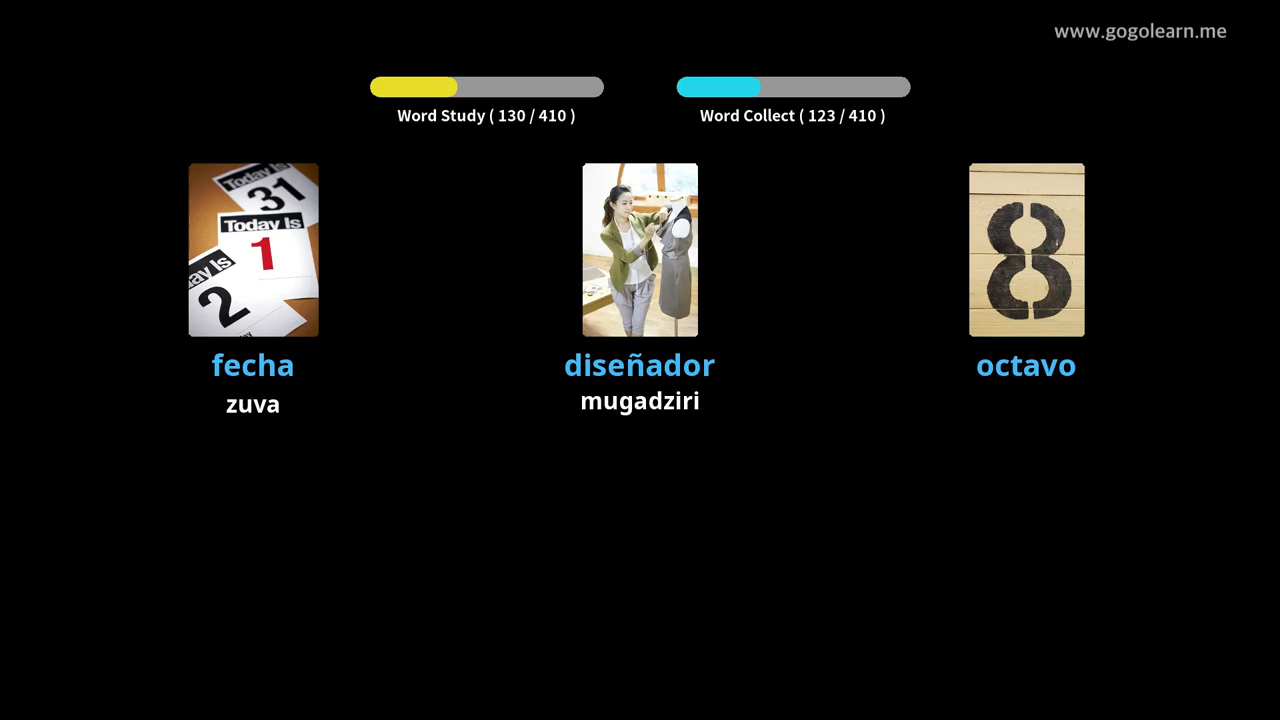 www.gogolearn.me
Word Study ( 130 / 410 )
Word Collect ( 123 / 410 )
Today Is
31
Today Is
1
ay Is
2
8
fecha
diseñador
octavo
zuva
mugadziri